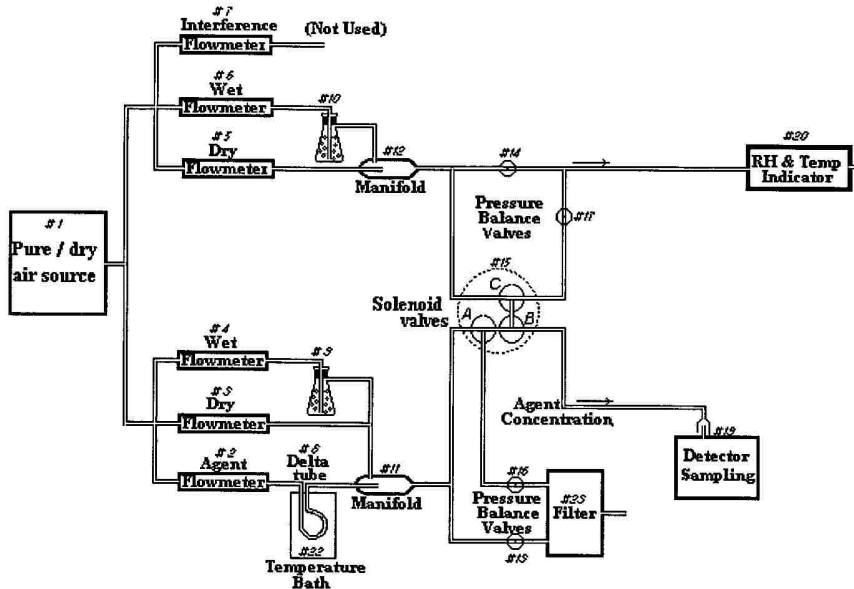 #7
Interference
Flowmeter
(Not Used)
#6
Wet
Flowmeter
#10
#5
Dry
Flowmeter
#12
Manifold
#14
#20
RH & Temp
Indicator
Pressure
Balance
Valves
#17
#1
Pure / dry
air source
#15
C
Solenoid
valves
A
B
#4
Wet
Flowmeter
#9
#3
Dry
Flowmeter
Agent
Concentration
#19
Detector
Sampling
#2
Agent
Flowmeter
#8
Delta
tube
#11
Manifold
#16
Pressure
Balance
Valves
#23
Filter
#22
Temperature
Bath